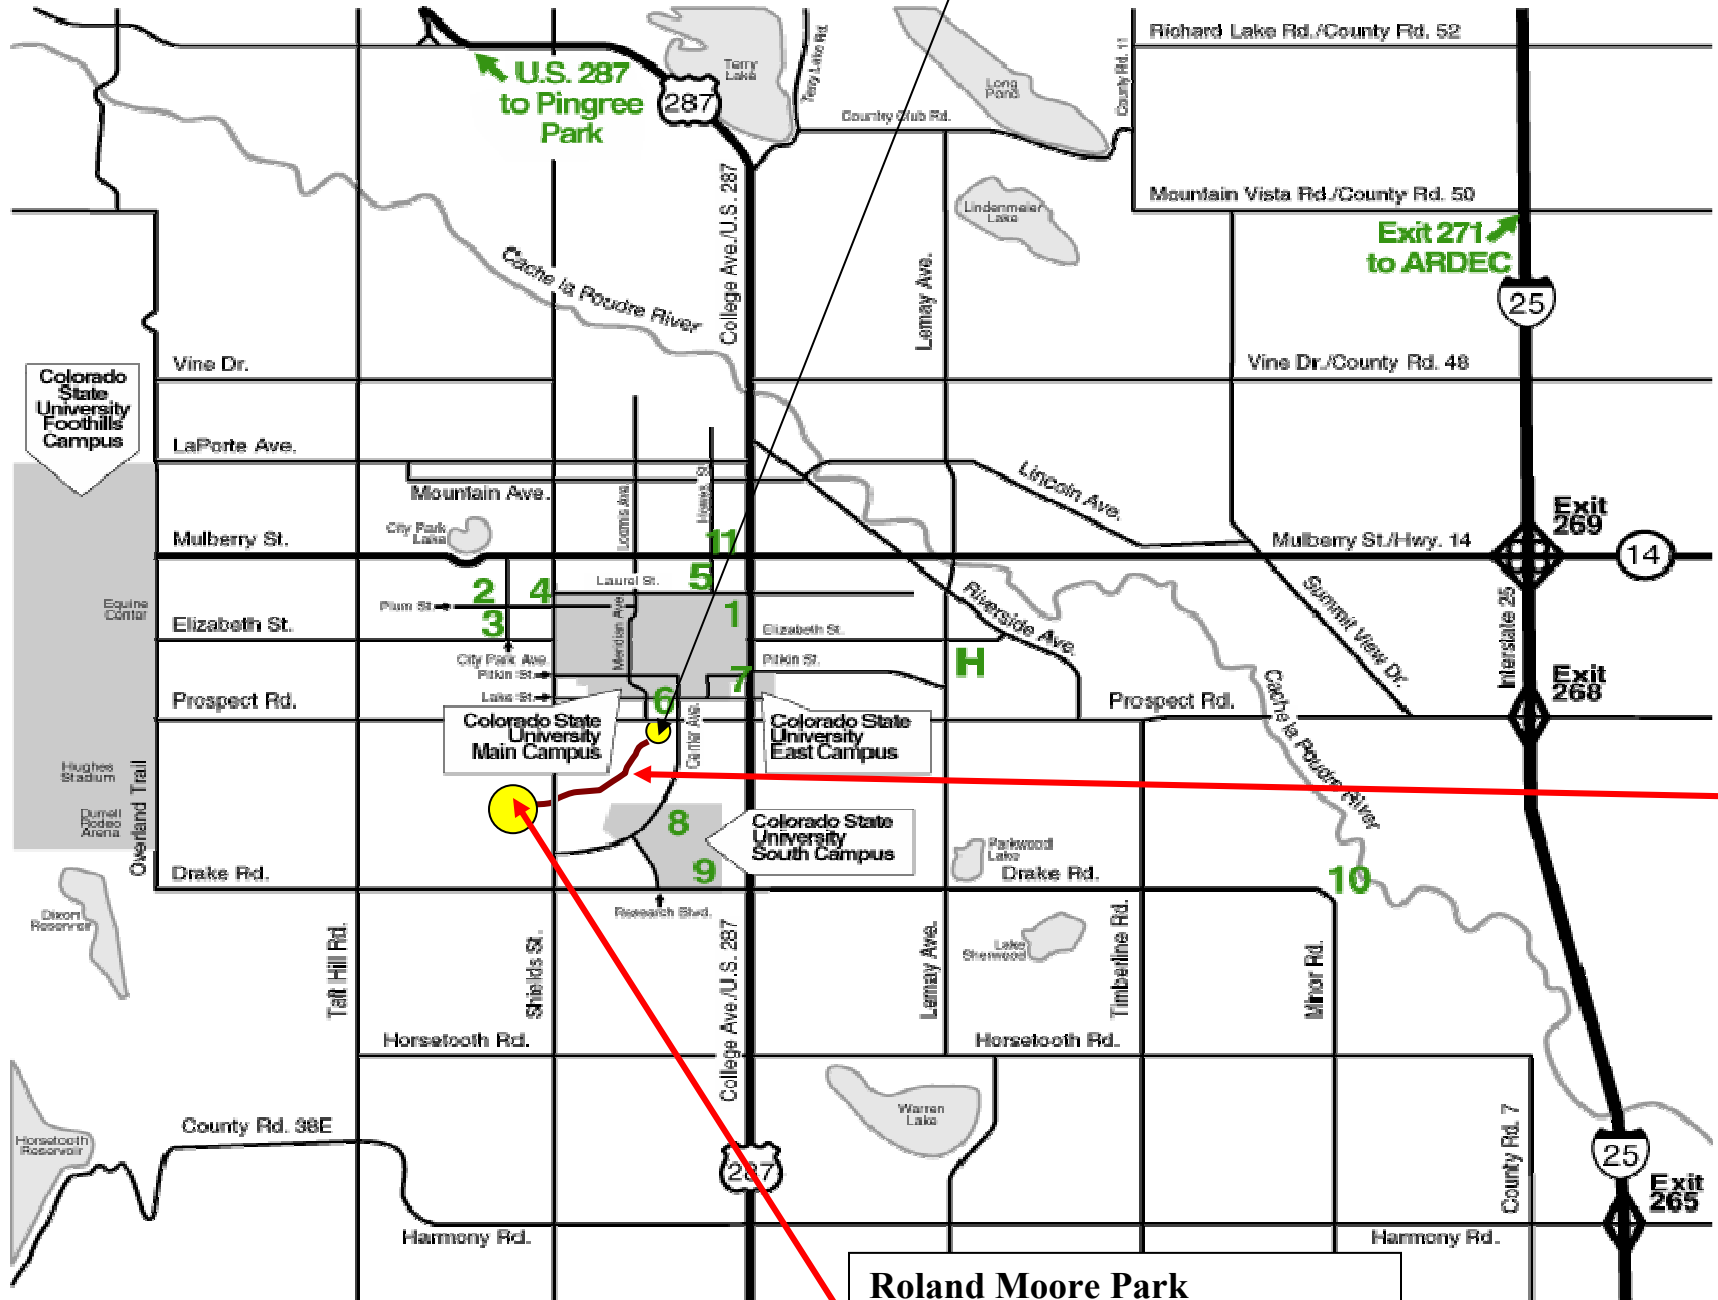 Richard Lake Rd./County Rd. 52
U.S. 287
to Pingree
Park
287
Terry
Lake
Terry Lake Rd.
Long
Pond
County Rd. 11
Country Club Rd.
Mountain Vista Rd./County Rd. 50
Lindenmeier
Lake
Exit 271
to ARDEC
25
College Ave./U.S. 287
Lemay Ave.
Cache la Poudre River
Vine Dr.
Vine Dr./County Rd. 48
Colorado
State
University
Foothills
Campus
LaPorte Ave.
Mountain Ave.
Loomis Ave.
Howes St.
Lincoln Ave.
City Park
Lake
Mulberry St.
11
Mulberry St./Hwy. 14
Exit
269
14
Laurel St.
2
4
5
Plum St.
3
1
Equine
Center
Elizabeth St.
Elizabeth St.
Meridian Ave.
Riverside Ave.
Summit View Dr.
Interstate 25
City Park Ave.
Pitkin St.
Pitkin St.
H
Lake St.
7
6
Prospect Rd.
Prospect Rd.
Exit
268
Cache la Poudre River
Colorado State
University
Main Campus
Center Ave.
Colorado State
University
East Campus
Hughes
Stadium
Overland Trail
Durrell
Rodeo
Arena
8
Colorado State
University
South Campus
9
Parkwood
Lake
Drake Rd.
Drake Rd.
10
Research Blvd.
Dixon
Reservoir
Taft Hill Rd.
Shields St.
College Ave./U.S. 287
Lemay Ave.
Lake
Sherwood
Timberline Rd.
Minor Rd.
Horsetooth Rd.
Horsetooth Rd.
Warren
Lake
County Rd. 38E
Horsetooth
Reservoir
287
County Rd. 7
25
Exit
265
Harmony Rd.
Harmony Rd.
Roland Moore Park